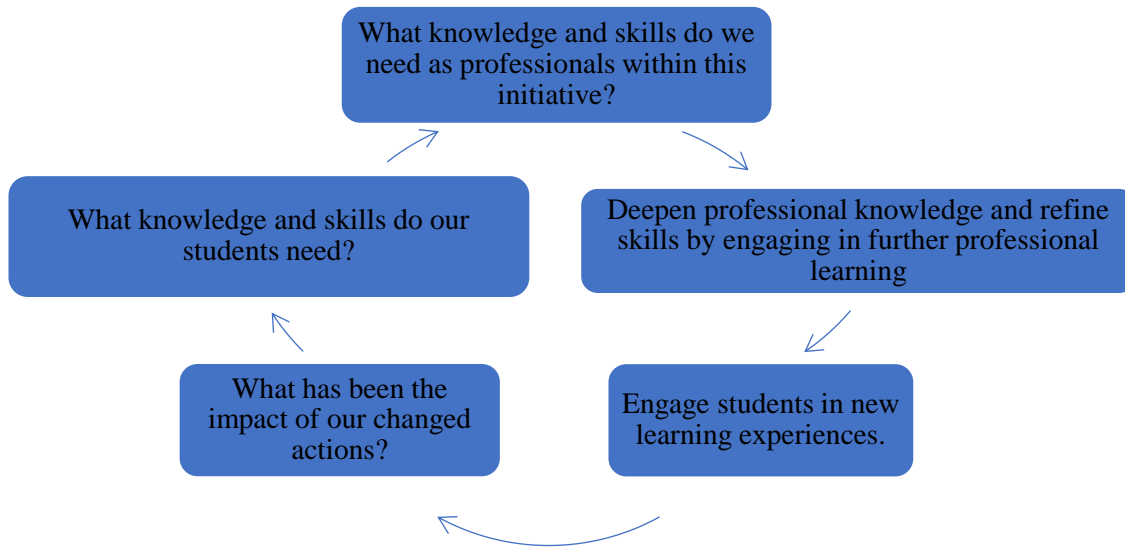 What knowledge and skills do we
need as professionals within this
initiative?
What knowledge and skills do our
students need?
Deepen professional knowledge and refine
skills by engaging in further professional
learning
What has been the
impact of our changed
actions?
Engage students in new
learning experiences.